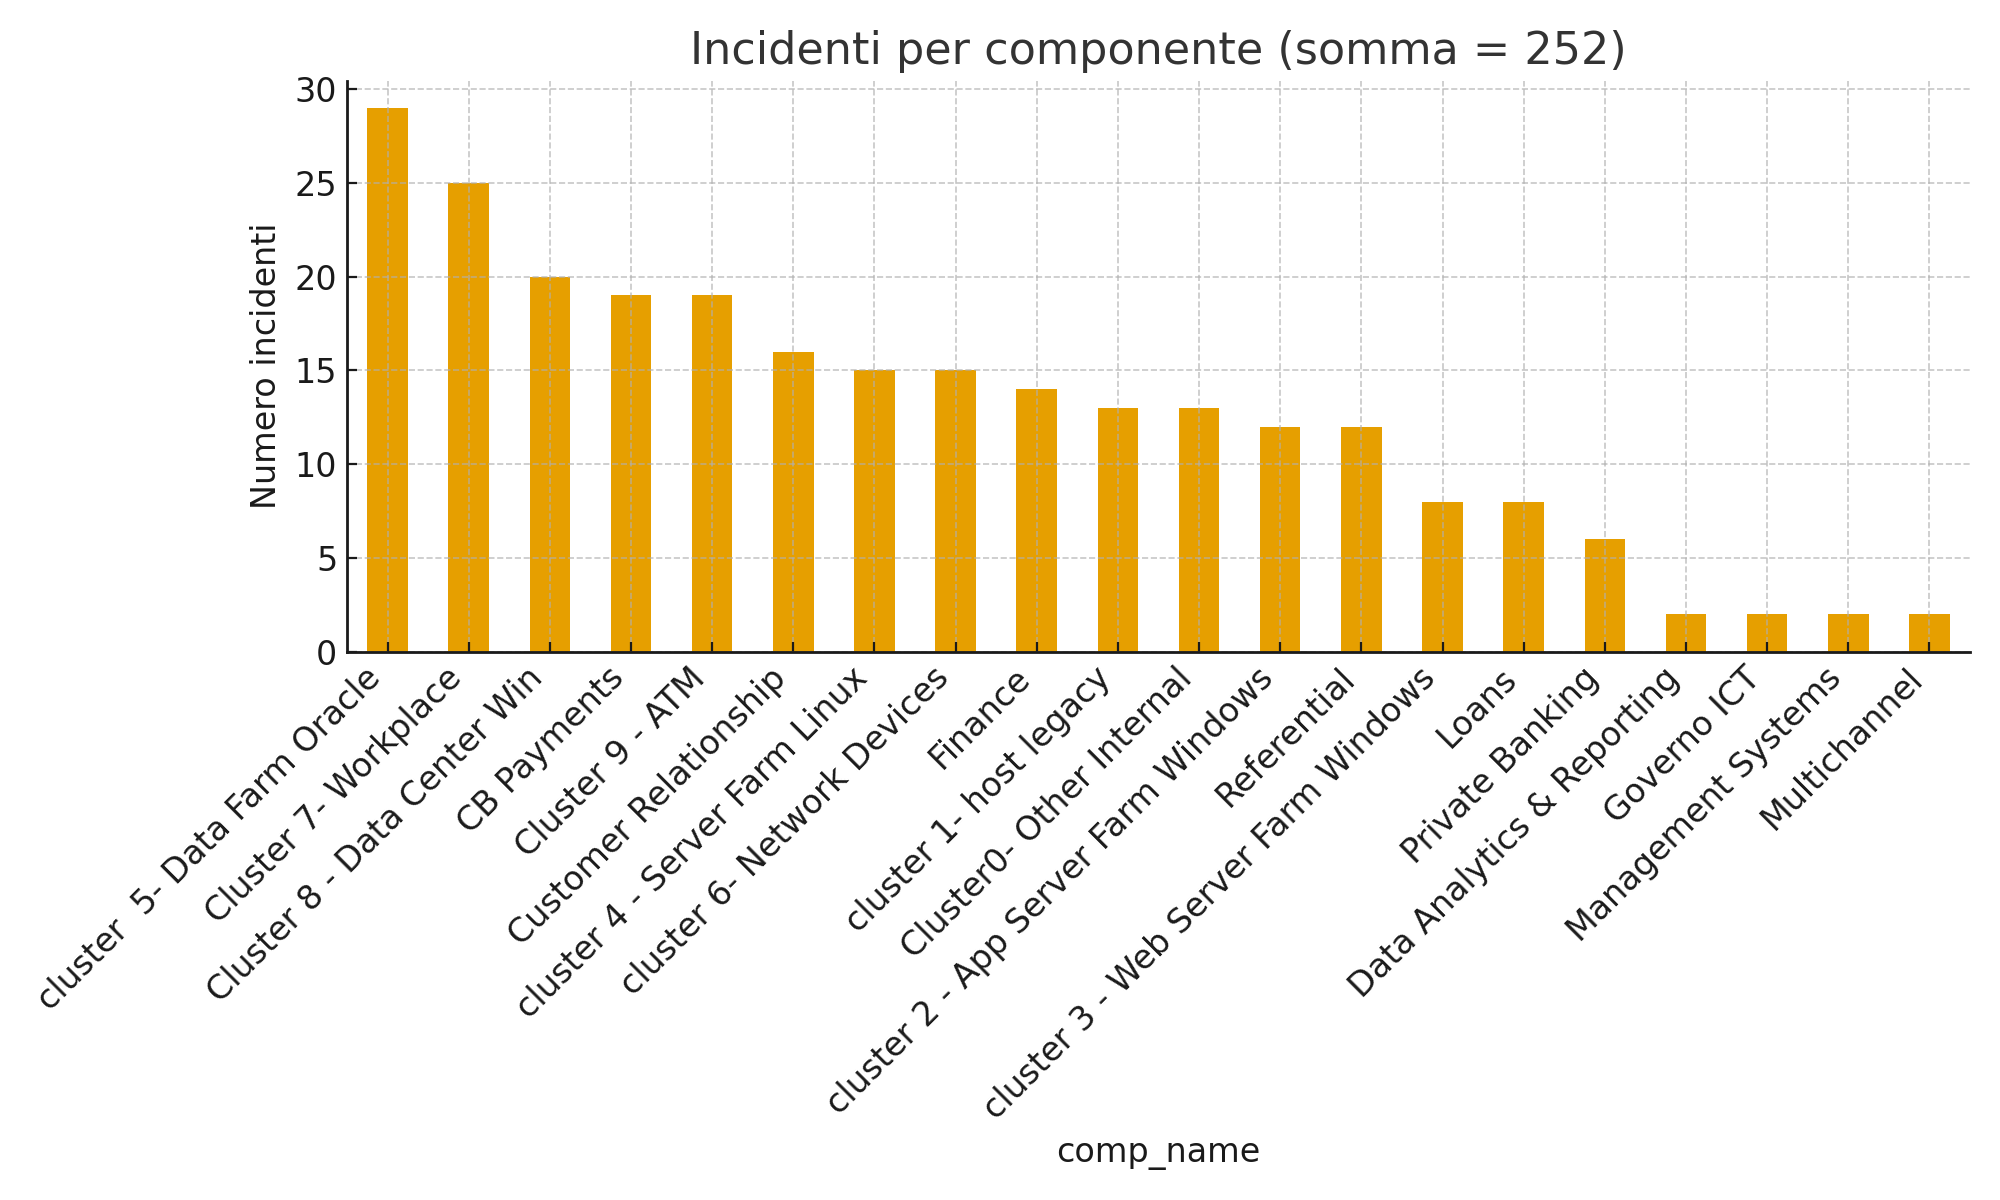 Incidenti per componente (somma = 252)
Numero incidenti
30
25
20
15
10
5
0
cluster  5- Data Farm Oracle
Cluster 7- Workplace
Cluster 8 - Data Center Win
CB Payments
Cluster 9 - ATM
Customer Relationship
cluster 4 - Server Farm Linux
cluster 6- Network Devices
Finance
cluster 1- host legacy
Cluster0- Other Internal
cluster 2 - App Server Farm Windows
Referential
cluster 3 - Web Server Farm Windows
Loans
Private Banking
Data Analytics & Reporting
Governo ICT
Management Systems
Multichannel
comp_name